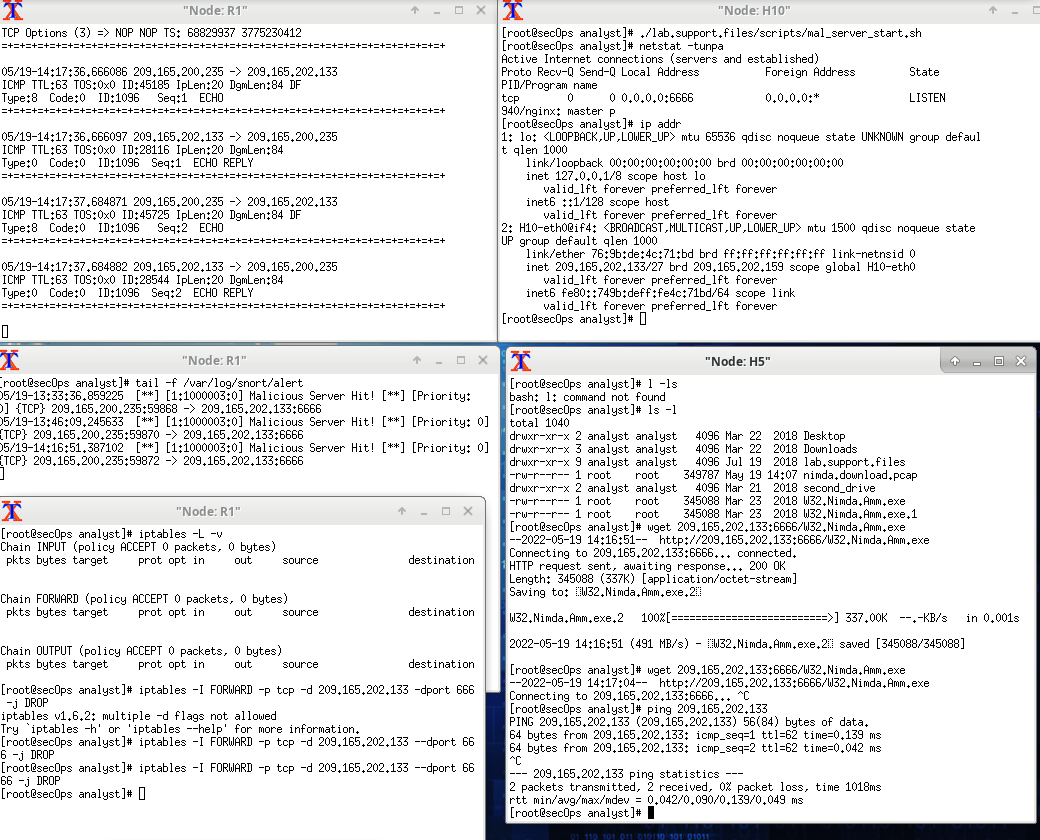 "Node: R1"
TCP Options (3) => NOP NOP TS: 68829937 3775230412
=+=+=+=+=+=+=+=+=+=+=+=+=+=+=+=+=+=+=+=+=+=+=+=+=+=+=+=+=+=+=+=+=+=+=+=+
05/19-14:17:36.666086 209.165.200.235 -> 209.165.202.133
ICMP TTL:63 TOS:0x0 ID:45185 IpLen:20 DgmLen:84 DF
Type:8  Code:0  ID:1096   Seq:1  ECHO
=+=+=+=+=+=+=+=+=+=+=+=+=+=+=+=+=+=+=+=+=+=+=+=+=+=+=+=+=+=+=+=+=+=+=+=+
05/19-14:17:36.666097 209.165.202.133 -> 209.165.200.235
ICMP TTL:63 TOS:0x0 ID:28116 IpLen:20 DgmLen:84
Type:0  Code:0  ID:1096  Seq:1  ECHO REPLY
=+=+=+=+=+=+=+=+=+=+=+=+=+=+=+=+=+=+=+=+=+=+=+=+=+=+=+=+=+=+=+=+=+=+=+=+
05/19-14:17:37.684871 209.165.200.235 -> 209.165.202.133
ICMP TTL:63 TOS:0x0 ID:45725 IpLen:20 DgmLen:84 DF
Type:8  Code:0  ID:1096   Seq:2  ECHO
=+=+=+=+=+=+=+=+=+=+=+=+=+=+=+=+=+=+=+=+=+=+=+=+=+=+=+=+=+=+=+=+=+=+=+=+
05/19-14:17:37.684882 209.165.202.133 -> 209.165.200.235
ICMP TTL:63 TOS:0x0 ID:28544 IpLen:20 DgmLen:84
Type:0  Code:0  ID:1096  Seq:2  ECHO REPLY
=+=+=+=+=+=+=+=+=+=+=+=+=+=+=+=+=+=+=+=+=+=+=+=+=+=+=+=+=+=+=+=+=+=+=+=+
"Node: H10"
[root@secOps analyst]# ./lab.support.files/scripts/mal_server_start.sh
[root@secOps analyst]# netstat -tunpa
Active Internet connections (servers and established)
Proto Recv-Q Send-Q Local Address           Foreign Address         State
PID/Program name
tcp        0      0 0.0.0.0:6666            0.0.0.0:*               LISTEN
940/nginx: master p
[root@secOps analyst]# ip addr
1: lo: <LOOPBACK,UP,LOWER_UP> mtu 65536 qdisc noqueue state UNKNOWN group defaul
t qlen 1000
link/loopback 00:00:00:00:00:00 brd 00:00:00:00:00:00
inet 127.0.0.1/8 scope host lo
valid_lft forever preferred_lft forever
inet6 ::1/128 scope host
valid_lft forever preferred_lft forever
2: H10-eth0@if4: <BROADCAST,MULTICAST,UP,LOWER_UP> mtu 1500 qdisc noqueue state
UP group default qlen 1000
link/ether 76:9b:de:4c:71:bd brd ff:ff:ff:ff:ff:ff link-netnsid 0
inet 209.165.202.133/27 brd 209.165.202.159 scope global H10-eth0
valid_lft forever preferred_lft forever
inet6 fe80::749b:deff:fe4c:71bd/64 scope link
valid_lft forever preferred_lft forever
[root@secOps analyst]#
"Node: R1"
[root@secOps analyst]# tail -f /var/log/snort/alert
05/19-13:33:36.859225  [**] [1:1000003:0] Malicious Server Hit! [**] [Priority:
0] {TCP} 209.165.200.235:59868 -> 209.165.202.133:6666
05/19-13:46:09.245633  [**] [1:1000003:0] Malicious Server Hit! [**] [Priority: 0]
{TCP} 209.165.200.235:59870 -> 209.165.202.133:6666
05/19-14:16:51.387102  [**] [1:1000003:0] Malicious Server Hit! [**] [Priority: 0]
{TCP} 209.165.200.235:59872 -> 209.165.202.133:6666
"Node: R1"
[root@secOps analyst]# iptables -L -v
Chain INPUT (policy ACCEPT 0 packets, 0 bytes)
pkts bytes target     prot opt in     out     source               destination
Chain FORWARD (policy ACCEPT 0 packets, 0 bytes)
pkts bytes target     prot opt in     out     source               destination
Chain OUTPUT (policy ACCEPT 0 packets, 0 bytes)
pkts bytes target     prot opt in     out     source               destination
[root@secOps analyst]# iptables -I FORWARD -p tcp -d 209.165.202.133 -dport 666
-j DROP
iptables v1.6.2: multiple -d flags not allowed
Try `iptables -h' or 'iptables --help' for more information.
[root@secOps analyst]# iptables -I FORWARD -p tcp -d 209.165.202.133 --dport 66
6 -j DROP
[root@secOps analyst]# iptables -I FORWARD -p tcp -d 209.165.202.133 --dport 66
66 -j DROP
[root@secOps analyst]#
"Node: H5"
[root@secOps analyst]# l -ls
bash: l: command not found
[root@secOps analyst]# ls -l
total 1040
drwxr-xr-x 2 analyst analyst   4096 Mar 22  2018 Desktop
drwxr-xr-x 3 analyst analyst   4096 Mar 22  2018 Downloads
drwxr-xr-x 9 analyst analyst   4096 Jul 19  2018 lab.support.files
-rw-r--r-- 1 root    root    349787 May 19 14:07 nimda.download.pcap
drwxr-xr-x 2 analyst analyst   4096 Mar 21  2018 second_drive
-rw-r--r-- 1 root    root    345088 Mar 23  2018 W32.Nimda.Amm.exe
-rw-r--r-- 1 root    root    345088 Mar 23  2018 W32.Nimda.Amm.exe.1
[root@secOps analyst]# wget 209.165.202.133:6666/W32.Nimda.Amm.exe
--2022-05-19 14:16:51--  http://209.165.202.133:6666/W32.Nimda.Amm.exe
Connecting to 209.165.202.133:6666... connected.
HTTP request sent, awaiting response... 200 OK
Length: 345088 (337K) [application/octet-stream]
Saving to: W32.Nimda.Amm.exe.2
W32.Nimda.Amm.exe.2   100%[=========================>] 337.00K  --.-KB/s   in 0.001s
2022-05-19 14:16:51 (491 MB/s) - W32.Nimda.Amm.exe.2 saved [345088/345088]
[root@secOps analyst]# wget 209.165.202.133:6666/W32.Nimda.Amm.exe
--2022-05-19 14:17:04--  http://209.165.202.133:6666/W32.Nimda.Amm.exe
Connecting to 209.165.202.133:6666... ^C
[root@secOps analyst]# ping 209.165.202.133
PING 209.165.202.133 (209.165.202.133) 56(84) bytes of data.
64 bytes from 209.165.202.133: icmp_seq=1 ttl=62 time=0.139 ms
64 bytes from 209.165.202.133: icmp_seq=2 ttl=62 time=0.042 ms
^C
--- 209.165.202.133 ping statistics ---
2 packets transmitted, 2 received, 0% packet loss, time 1018ms
rtt min/avg/max/mdev = 0.042/0.090/0.139/0.049 ms
[root@secOps analyst]#